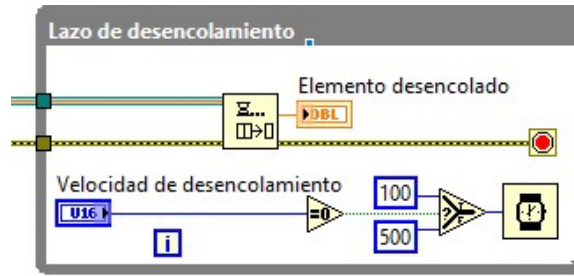 Lazo de desencolamiento
Elemento desencolado
DBL
Velocidad de desencolamiento
U16
=0
?
100
500
i